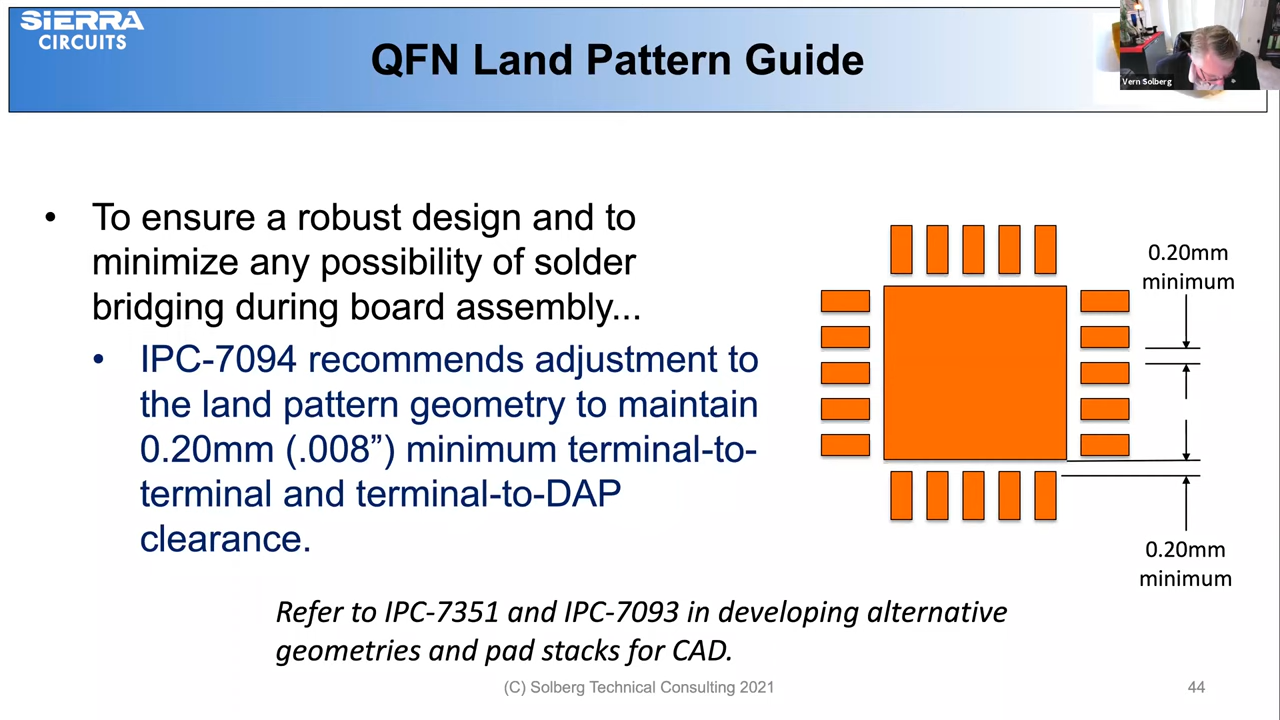 SIERRA
CIRCUITS
QFN Land Pattern Guide
Vern Solberg
• To ensure a robust design and to
minimize any possibility of solder
bridging during board assembly...
• IPC-7094 recommends adjustment to
the land pattern geometry to maintain
0.20mm (.008”) minimum terminal-to-
terminal and terminal-to-DAP
clearance.
0.20mm
minimum
0.20mm
minimum
Refer to IPC-7351 and IPC-7093 in developing alternative
geometries and pad stacks for CAD.
(C) Solberg Technical Consulting 2021
44